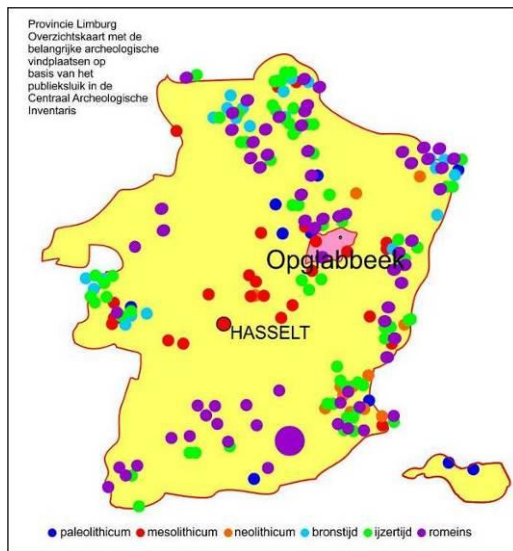 Provincie Limburg
Overzichtskaart met de
belangrijke archeologische
vindplaatsen op
basis van het
publieksluik in de
Centraal Archeologische
Inventaris
Opglabbeek
HASSELT
paleolithicum mesolithicum neolithicum bronstijd ijzertijd romeins